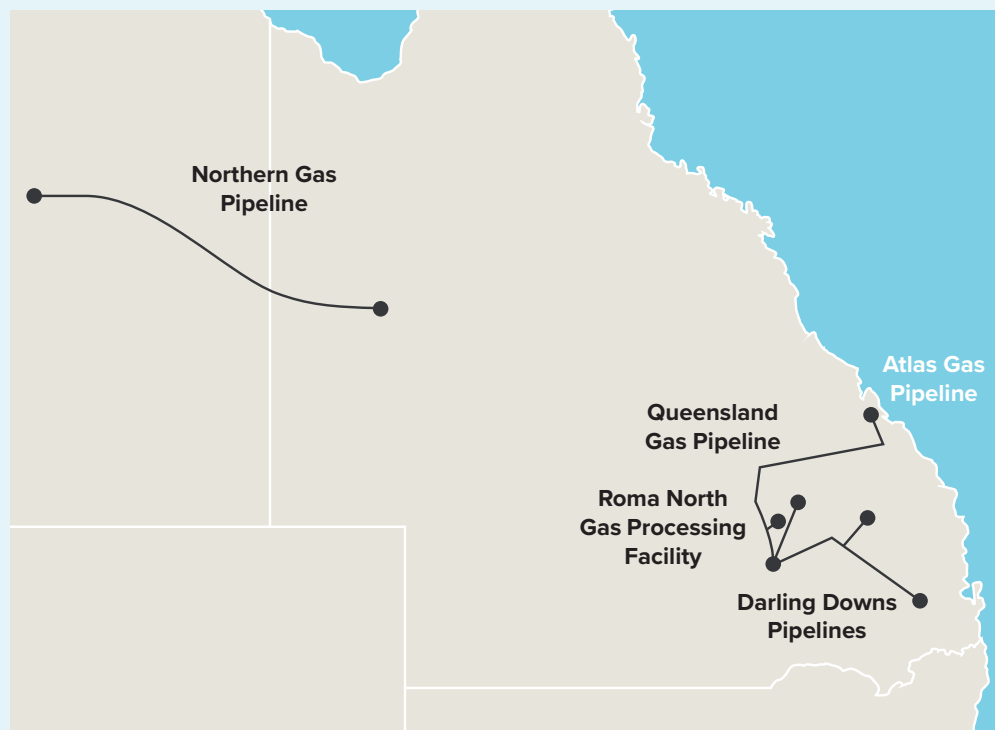 Northern Gas
Pipeline
Atlas Gas
Pipeline
Queensland
Gas Pipeline
Roma North
Gas Processing
Facility
Darling Downs
Pipelines